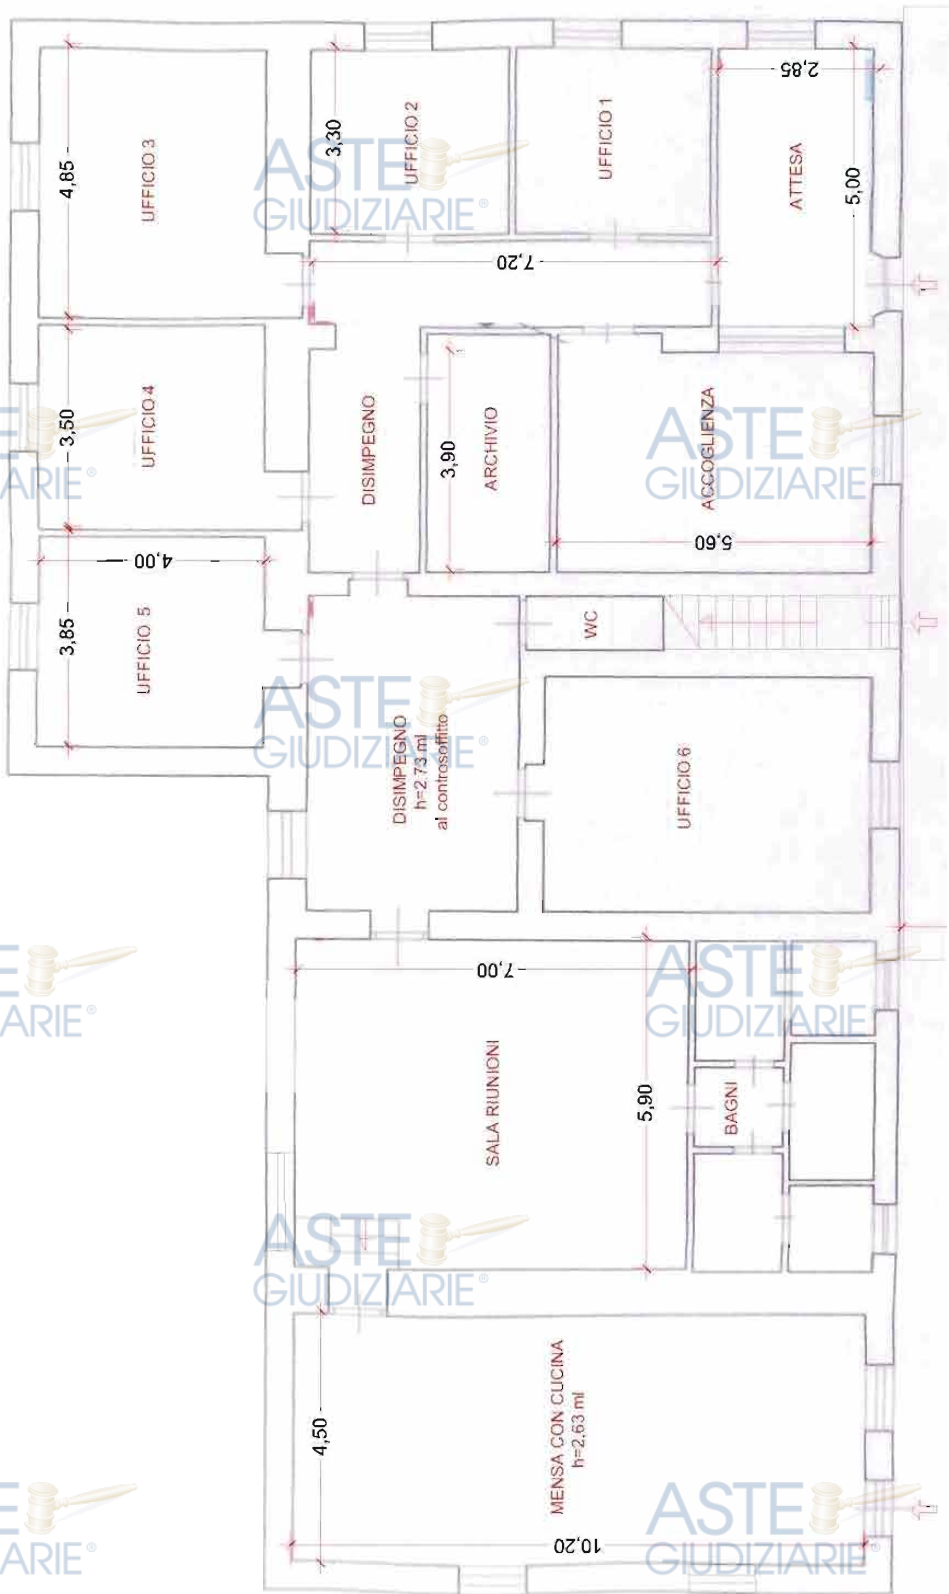 UFFICIO 3
4,85
UFFICIO 2
3,30
UFFICIO 1
2,85
ATTESA
5,00
7,20
UFFICIO 4
3,50
DISIMPEGNO
ARCHIVIO
3,90
ACCOGLIENZA
5,60
UFFICIO 5
4,00
3,85
WC
DISIMPEGNO
h=2.73 ml
al controsoffitto
UFFICIO 6
SALA RIUNIONI
7,00
5,90
BAGNI
MENSA CON CUCINA
h=2,63 ml
4,50
10,20
ASTE
GIUDIZIARIE®
ASTE
GIUDIZIARIE®
ASTE
GIUDIZIARIE®
ASTE
GIUDIZIARIE®
ASTE
GIUDIZIARIE®
ASTE
GIUDIZIARIE®
E
ARIE®
E
ARIE®
E
ARIE®